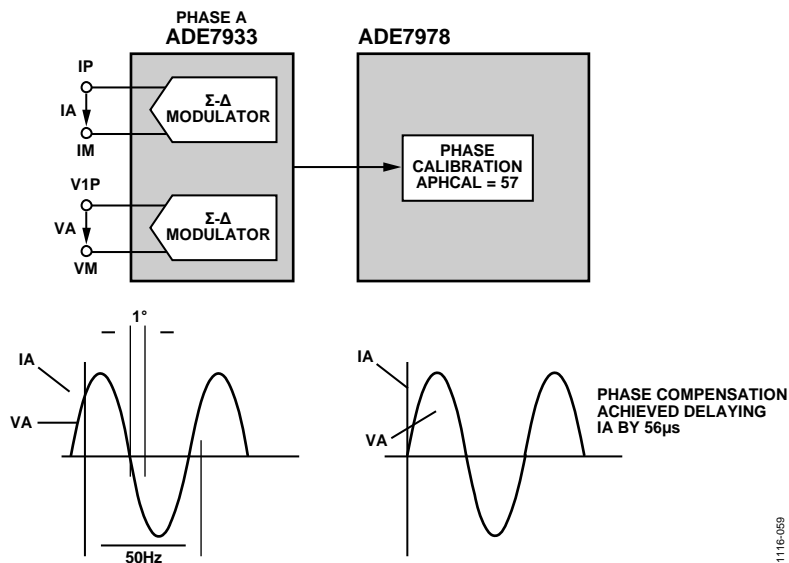 PHASE A
ADE7933
ADE7978
IP
IA
IM
Σ-Δ
MODULATOR
V1P
VA
VM
Σ-Δ
MODULATOR
PHASE
CALIBRATION
APHCAL = 57
1°
IA
VA
50Hz
IA
VA
PHASE COMPENSATION
ACHIEVED DELAYING
IA BY 56µs
1116-059